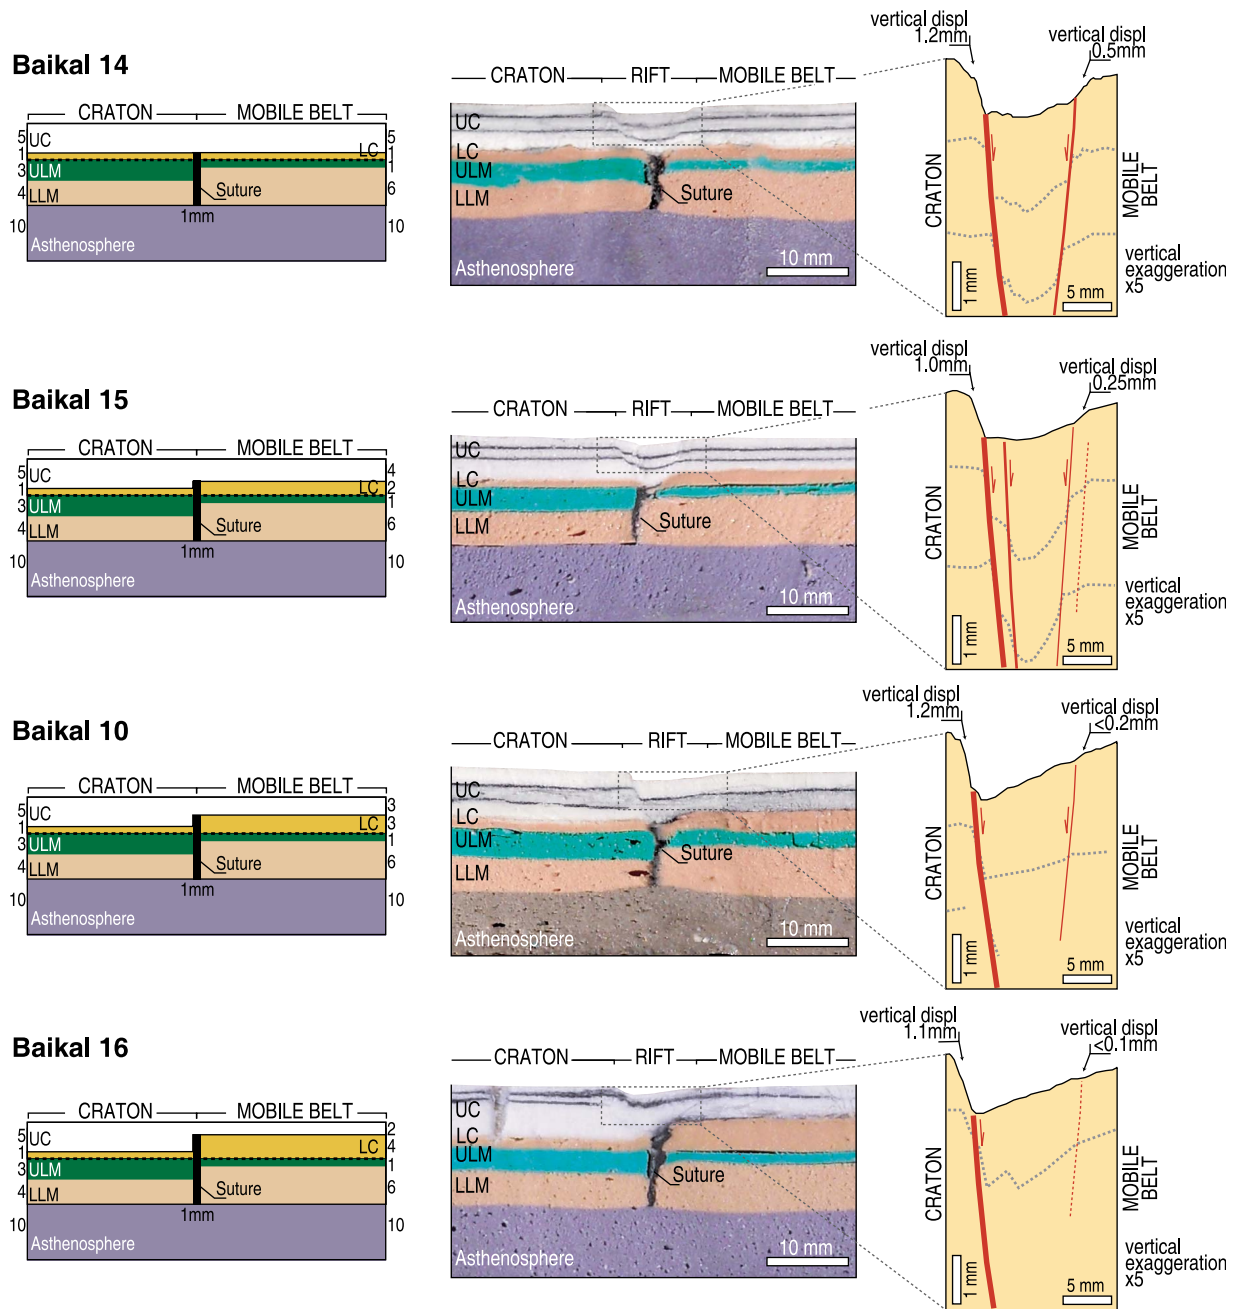 Baikal 14
CRATON MOBILE BELT
5 UC 5
1 LC 1
3 ULM 1
4 LLM Suture 6
1mm
10 Asthenosphere 10
CRATON RIFT MOBILE BELT
UC
LC
ULM
LLM Suture
Asthenosphere 10 mm
vertical displ
1.2mm
vertical displ
0.5mm
CRATON
MOBILE
BELT
vertical
exaggeration
x5
1 mm
5 mm
Baikal 15
CRATON MOBILE BELT
5 UC 4
1 LC 2
3 ULM 1
4 LLM Suture 6
1mm
10 Asthenosphere 10
CRATON RIFT MOBILE BELT
UC
LC
ULM
LLM Suture
Asthenosphere 10 mm
vertical displ
1.0mm
vertical displ
0.25mm
CRATON
MOBILE
BELT
vertical
exaggeration
x5
1 mm
5 mm
Baikal 10
CRATON MOBILE BELT
5 UC 3
1 LC 3
3 ULM 1
4 LLM Suture 6
1mm
10 Asthenosphere 10
CRATON RIFT MOBILE BELT
UC
LC
ULM
LLM Suture
Asthenosphere 10 mm
vertical displ
1.2mm
vertical displ
<0.2mm
CRATON
MOBILE
BELT
vertical
exaggeration
x5
1 mm
5 mm
Baikal 16
CRATON MOBILE BELT
5 UC 2
1 LC 4
3 ULM 1
4 LLM Suture 6
1mm
10 Asthenosphere 10
CRATON RIFT MOBILE BELT
UC
LC
ULM
LLM Suture
Asthenosphere 10 mm
vertical displ
1.1mm
vertical displ
<0.1mm
CRATON
MOBILE
BELT
vertical
exaggeration
x5
1 mm
5 mm